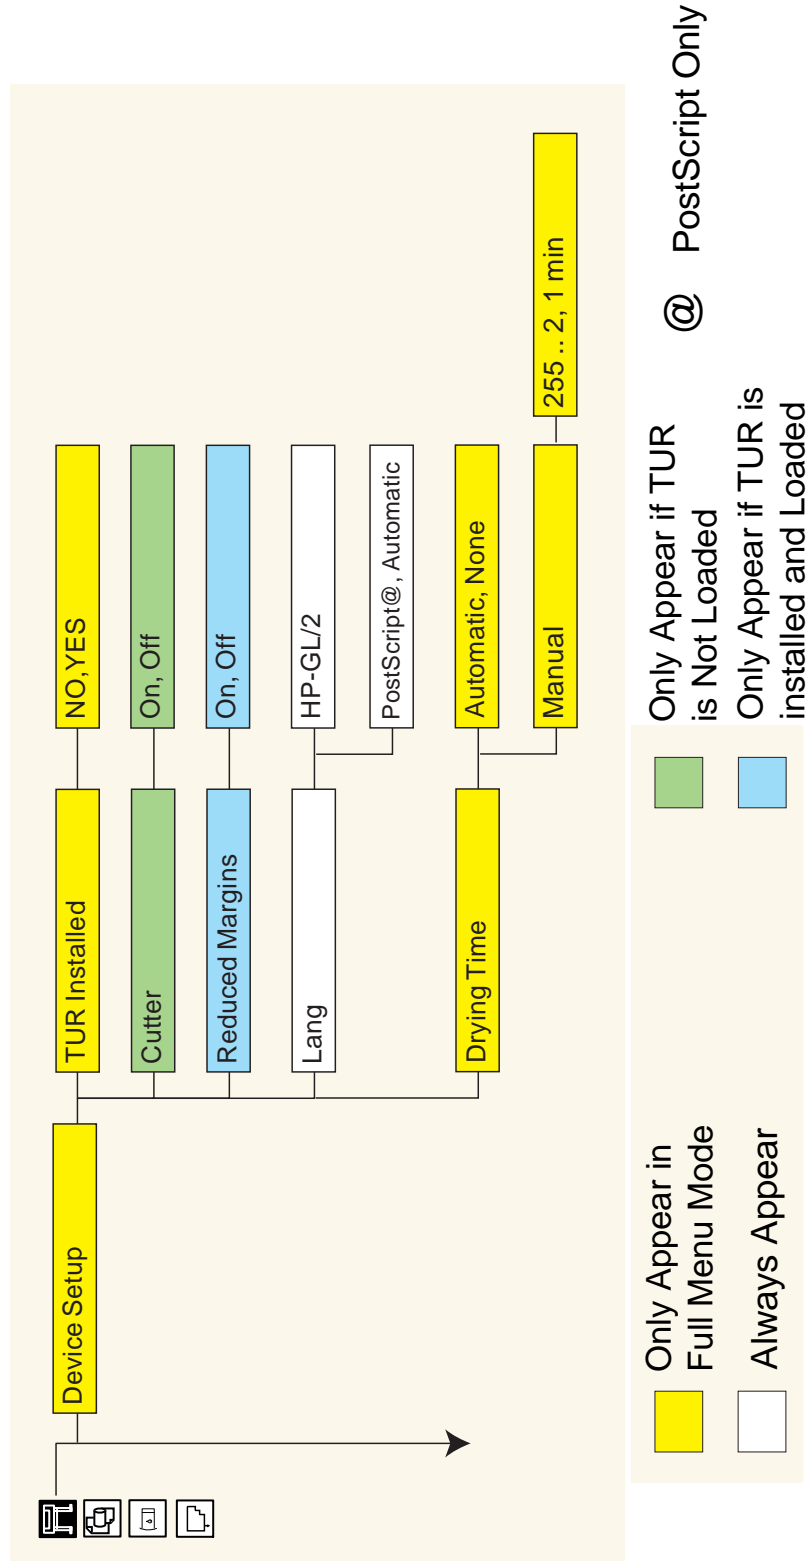 Device Setup
TUR Installed
NO,YES
Cutter
On, Off
Reduced Margins
On, Off
Lang
HP-GL/2
PostScript@, Automatic
Drying Time
Automatic, None
Manual
255 .. 2, 1 min
Only Appear in
Full Menu Mode
Always Appear
Only Appear if TUR
is Not Loaded
Only Appear if TUR is
installed and Loaded
@ PostScript Only